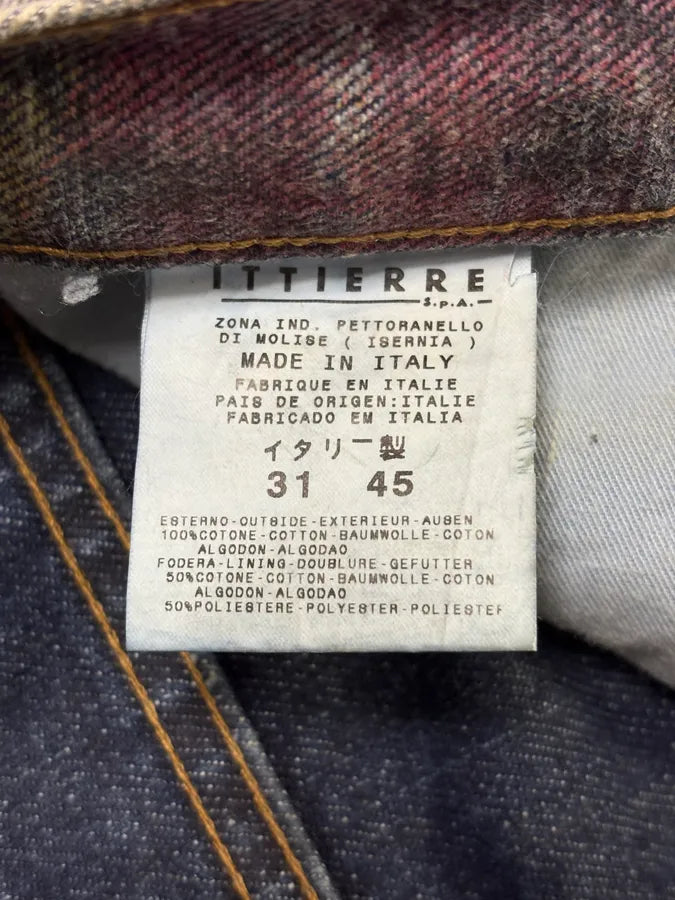 ITTIERRE
S.p.A.
ZONA IND. PETTORANELLO
DI MOLISE ( ISERNIA )
MADE IN ITALY
FABRIQUE EN ITALIE
PAIS DE ORIGEN:ITALIE
FABRICADO EM ITALIA
イタリー製
31 45
ESTERNO-OUTSIDE-EXTERIEUR-AUBEN
100%COTONE-COTTON-BAUMWOLLE-COTON
ALGODON-ALGODAO
FODERA-LINING-DOUBLURE-GEFUTTER
50%COTONE-COTTON-BAUMWOLLE-COTON
ALGODON-ALGODAO
50%POLIESTERE-POLYESTER-POLIESTER